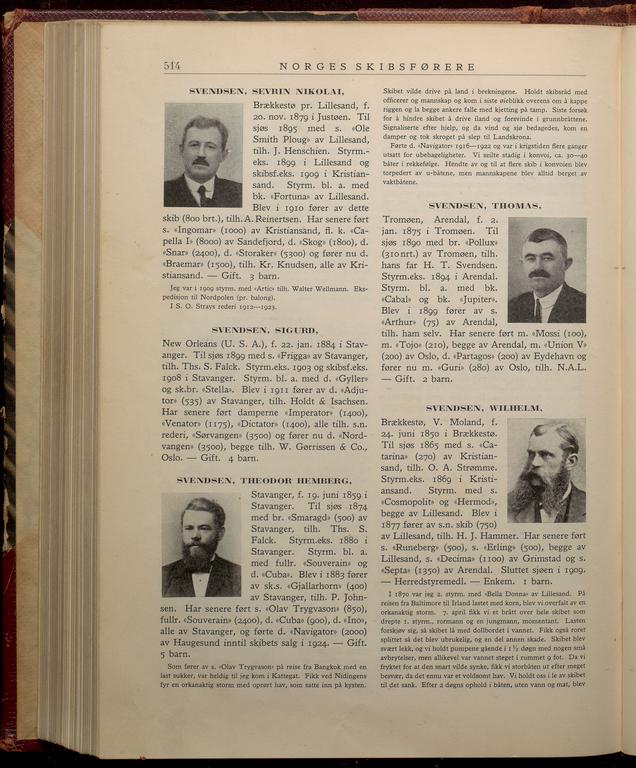 514
NORGES SKIBSFØRERE
SVENDSEN, SEVRIN NIKOLAI,
Brækkestø pr. Lillesand, f.
20. nov. 1879 i Justøen. Til
sjøs 1895 med s. «Ole
Smith Ploug» av Lillesand,
tilh. J. Henschien. Styrm.-
eks. 1899 i Lillesand og
skibsf.eks. 1909 i Kristian-
sand. Styrm. bl. a. med
bk. «Fortuna» av Lillesand.
Blev i 1910 fører av dette
skib (800 brt.), tilh. A. Reinertsen. Har senere ført
s. «Ingomar» (1000) av Kristiansand, fl. k. «Ca-
pella I» (8000) av Sandefjord, d. «Skog» (1800), d.
«Snar» (2400), d. «Storaker» (5300) og fører nu d.
«Braemar» (1500), tilh. Kr. Knudsen, alle av Kri-
stiansand. — Gift. 3 barn.
Jeg var i 1909 styrm. med «Artic» tilh. Walter Wellmann. Eks-
pedisjon til Nordpolen (pr. balong).
I S. O. Strays rederi 1912—1923.
SVENDSEN, SIGURD,
New Orleans (U. S. A.), f. 22. jan. 1884 i Stav-
anger. Til sjøs 1899 med s. «Frigga» av Stavanger,
tilh. Ths. S. Falck. Styrm.eks. 1903 og skibsf.eks.
1908 i Stavanger. Styrm. bl. a. med d. «Gyller»
og sk.br. «Stella». Blev i 1911 fører av d. «Adju-
tor» (535) av Stavanger, tilh. Holdt & Isachsen.
Har senere ført damperne «Imperator» (1400),
«Venator» (1175), «Dictator» (1400), alle tilh. s.n.
rederi, «Sørvangen» (3500) og fører nu d. «Nord-
vangen» (3500), begge tilh. W. Gørrissen & Co.,
Oslo. — Gift. 4 barn.
SVENDSEN, THEODOR HEMBERG,
Stavanger, f. 19. juni 1859 i
Stavanger. Til sjøs 1874
med br. «Smaragd» (500) av
Stavanger, tilh. Ths. S.
Falck. Styrm.eks. 1880 i
Stavanger. Styrm. bl. a.
med fullr. «Souverain» og
d. «Cuba». Blev i 1883 fører
av sk.s. «Gjallarhorn» (400)
av Stavanger, tilh. P. John-
sen. Har senere ført s. «Olav Trygvason» (850),
fullr. «Souverain» (2400), d. «Cuba» (900), d. «Ino»,
alle av Stavanger, og førte d. «Navigator» (2000)
av Haugesund inntil skibets salg i 1924. — Gift.
5 barn.
Som fører av s. «Olav Trygvason» på reise fra Bangkok med en
last sukker, var heldig til jeg kom i Kattegat. Fikk ved Nidingens
fyr en orkanaktig storm med oprørt hav, som satte inn på kysten.
Skibet vilde drive på land i brekningene. Holdt skibsråd med
officerer og mannskap og kom i siste øieblikk overens om å kappe
riggen og la begge ankere falle med kjetting på tamp. Siste forsøk
for å hindre skibet å drive iland og forsvinde i grunnbråttene.
Signaliserte efter hjelp, og da vind og sjø bedagedes, kom en
damper og tok skroget på slep til Landskrona.
Førte d. «Navigator» 1916—1922 og var i krigstiden flere ganger
utsatt for ubehageligheter. Vi seilte stadig i konvoi, ca. 30—40
båter i rekkefølge. Hendte av og til at flere skib i konvoien blev
torpedert av u-båtene, men mannskapene blev alltid berget av
vaktbåtene.
SVENDSEN, THOMAS,
Tromøen, Arendal, f. 2.
jan. 1875 i Tromøen. Til
sjøs 1890 med br. «Pollux»
(310 nrt.) av Tromøen, tilh.
hans far H. T. Svendsen.
Styrm.eks. 1894 i Arendal.
Styrm. bl. a. med bk.
«Cabal» og bk. «Jupiter».
Blev i 1899 fører av s.
«Arthur» (75) av Arendal,
tilh. ham selv. Har senere ført m. «Mossi (100),
m. «Tojo» (210), begge av Arendal, m. «Union V»
(200) av Oslo, d. «Partagos» (200) av Eydehavn og
fører nu m. «Guri» (280) av Oslo, tilh. N.A.L.
— Gift. 2 barn.
SVENDSEN, WILHELM,
Brækkestø, V. Moland, f.
24. juni 1850 i Brækkestø.
Til sjøs 1865 med s. «Ca-
tarina» (270) av Kristian-
sand, tilh. O. A. Strømme.
Styrm.eks. 1869 i Kristi-
ansand. Styrm. med s.
«Cosmopolit» og «Hermod»,
begge av Lillesand. Blev i
1877 fører av s.n. skib (750)
av Lillesand, tilh. H. J. Hammer. Har senere ført
s. «Runeberg» (500), s. «Erling» (500), begge av
Lillesand, s. «Decima» (1100) av Grimstad og s.
«Septa» (1350) av Arendal. Sluttet sjøen i 1909.
— Herredstyremedl. — Enkem. 1 barn.
I 1870 var jeg 2. styrm. med «Bella Donna» av Lillesand. På
reisen fra Baltimore til Irland lastet med korn, blev vi overfalt av en
orkanaktig storm. 7. april fikk vi et brått over hele skibet som
drepte 1. styrm., rormann og en jungmann, momentant. Lasten
forskjøv sig, så skibet lå med dollbordet i vannet. Fikk også roret
splittet så det blev ubrukelig, og en del annen skade. Skibet blev
svært lekk, og vi holdt pumpene gående i 1½ døgn med nogen små
avbrytelser, men allikevel var vannet steget i rummet 9 fot. Da vi
fryktet for at den snart vilde synke, fikk vi storbåten ut efter meget
besvær, da det ennu var et voldsomt hav. Vi holdt oss i le av skibet
til det sank. Efter 2 døgns ophold i båten, uten vann og mat, blev